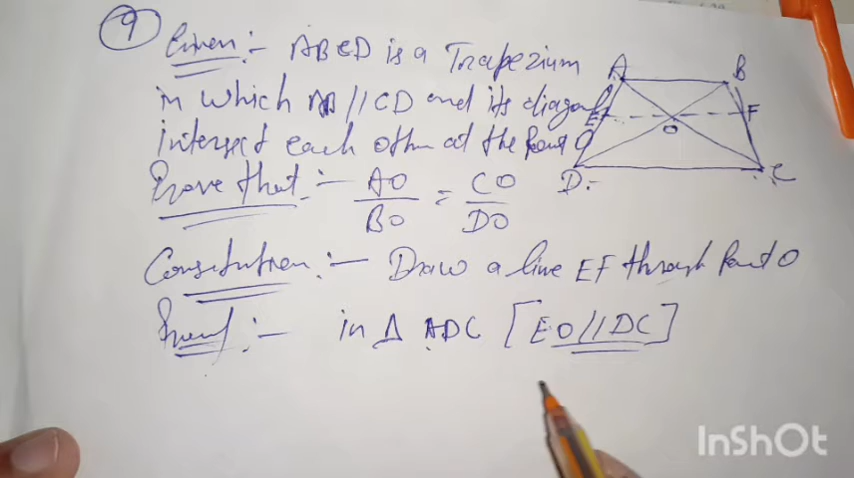 9 Given :- ABCD is a Trapezium
in which AB // CD and its diagonal
intersect each other at the point O
Prove that :- AO/BO = CO/DO
Construtruen :- Draw a line EF through Point O
Proof :- in Δ ADC [EO // DC]
A B
E O F
D C
InShOt